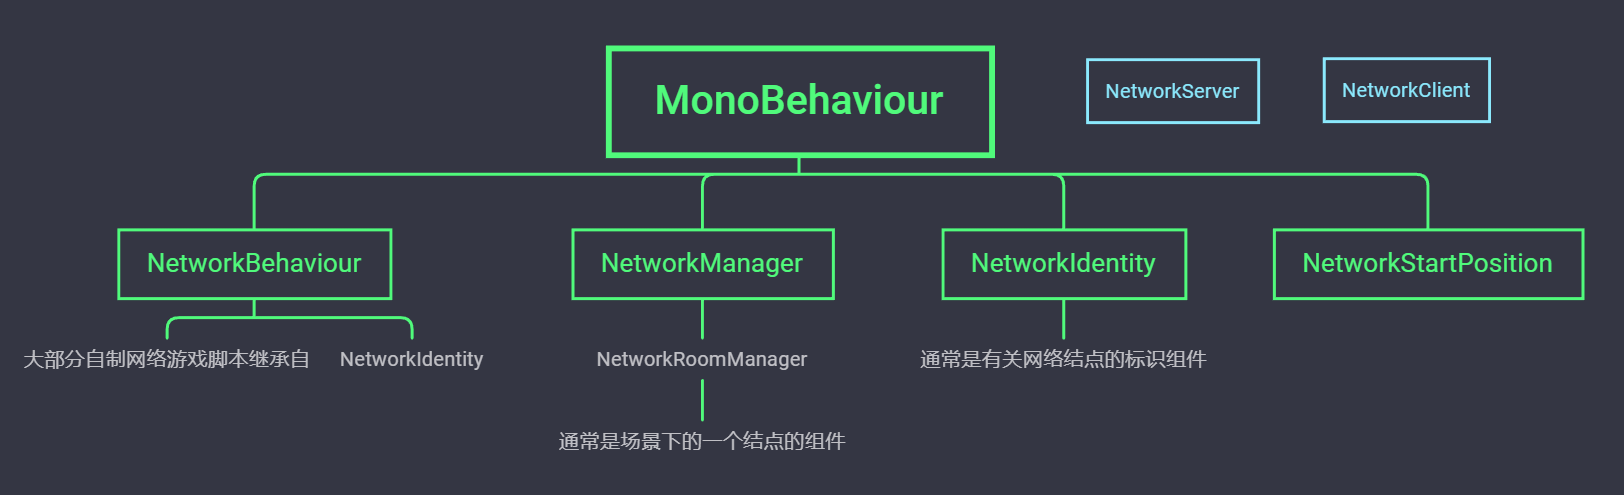 MonoBehaviour
NetworkServer
NetworkClient
NetworkBehaviour
NetworkManager
NetworkIdentity
NetworkStartPosition
大部分自制网络游戏脚本继承自
NetworkIdentity
NetworkRoomManager
通常是有关网络结点的标识组件
通常是场景下的一个结点的组件